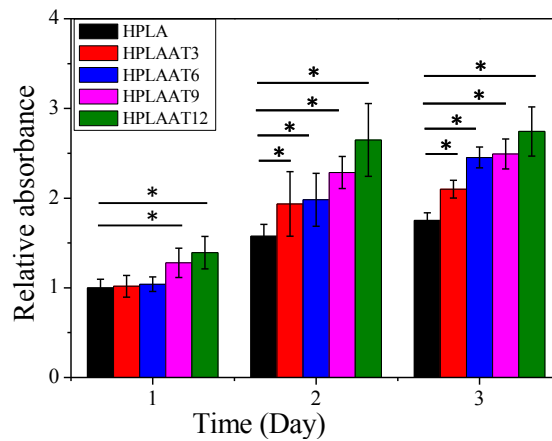 4
3
2
1
0
Relative absorbance
HPLA
HPLAAT3
HPLAAT6
HPLAAT9
HPLAAT12
* *
* * * *
* * * *
1 2 3
Time (Day)